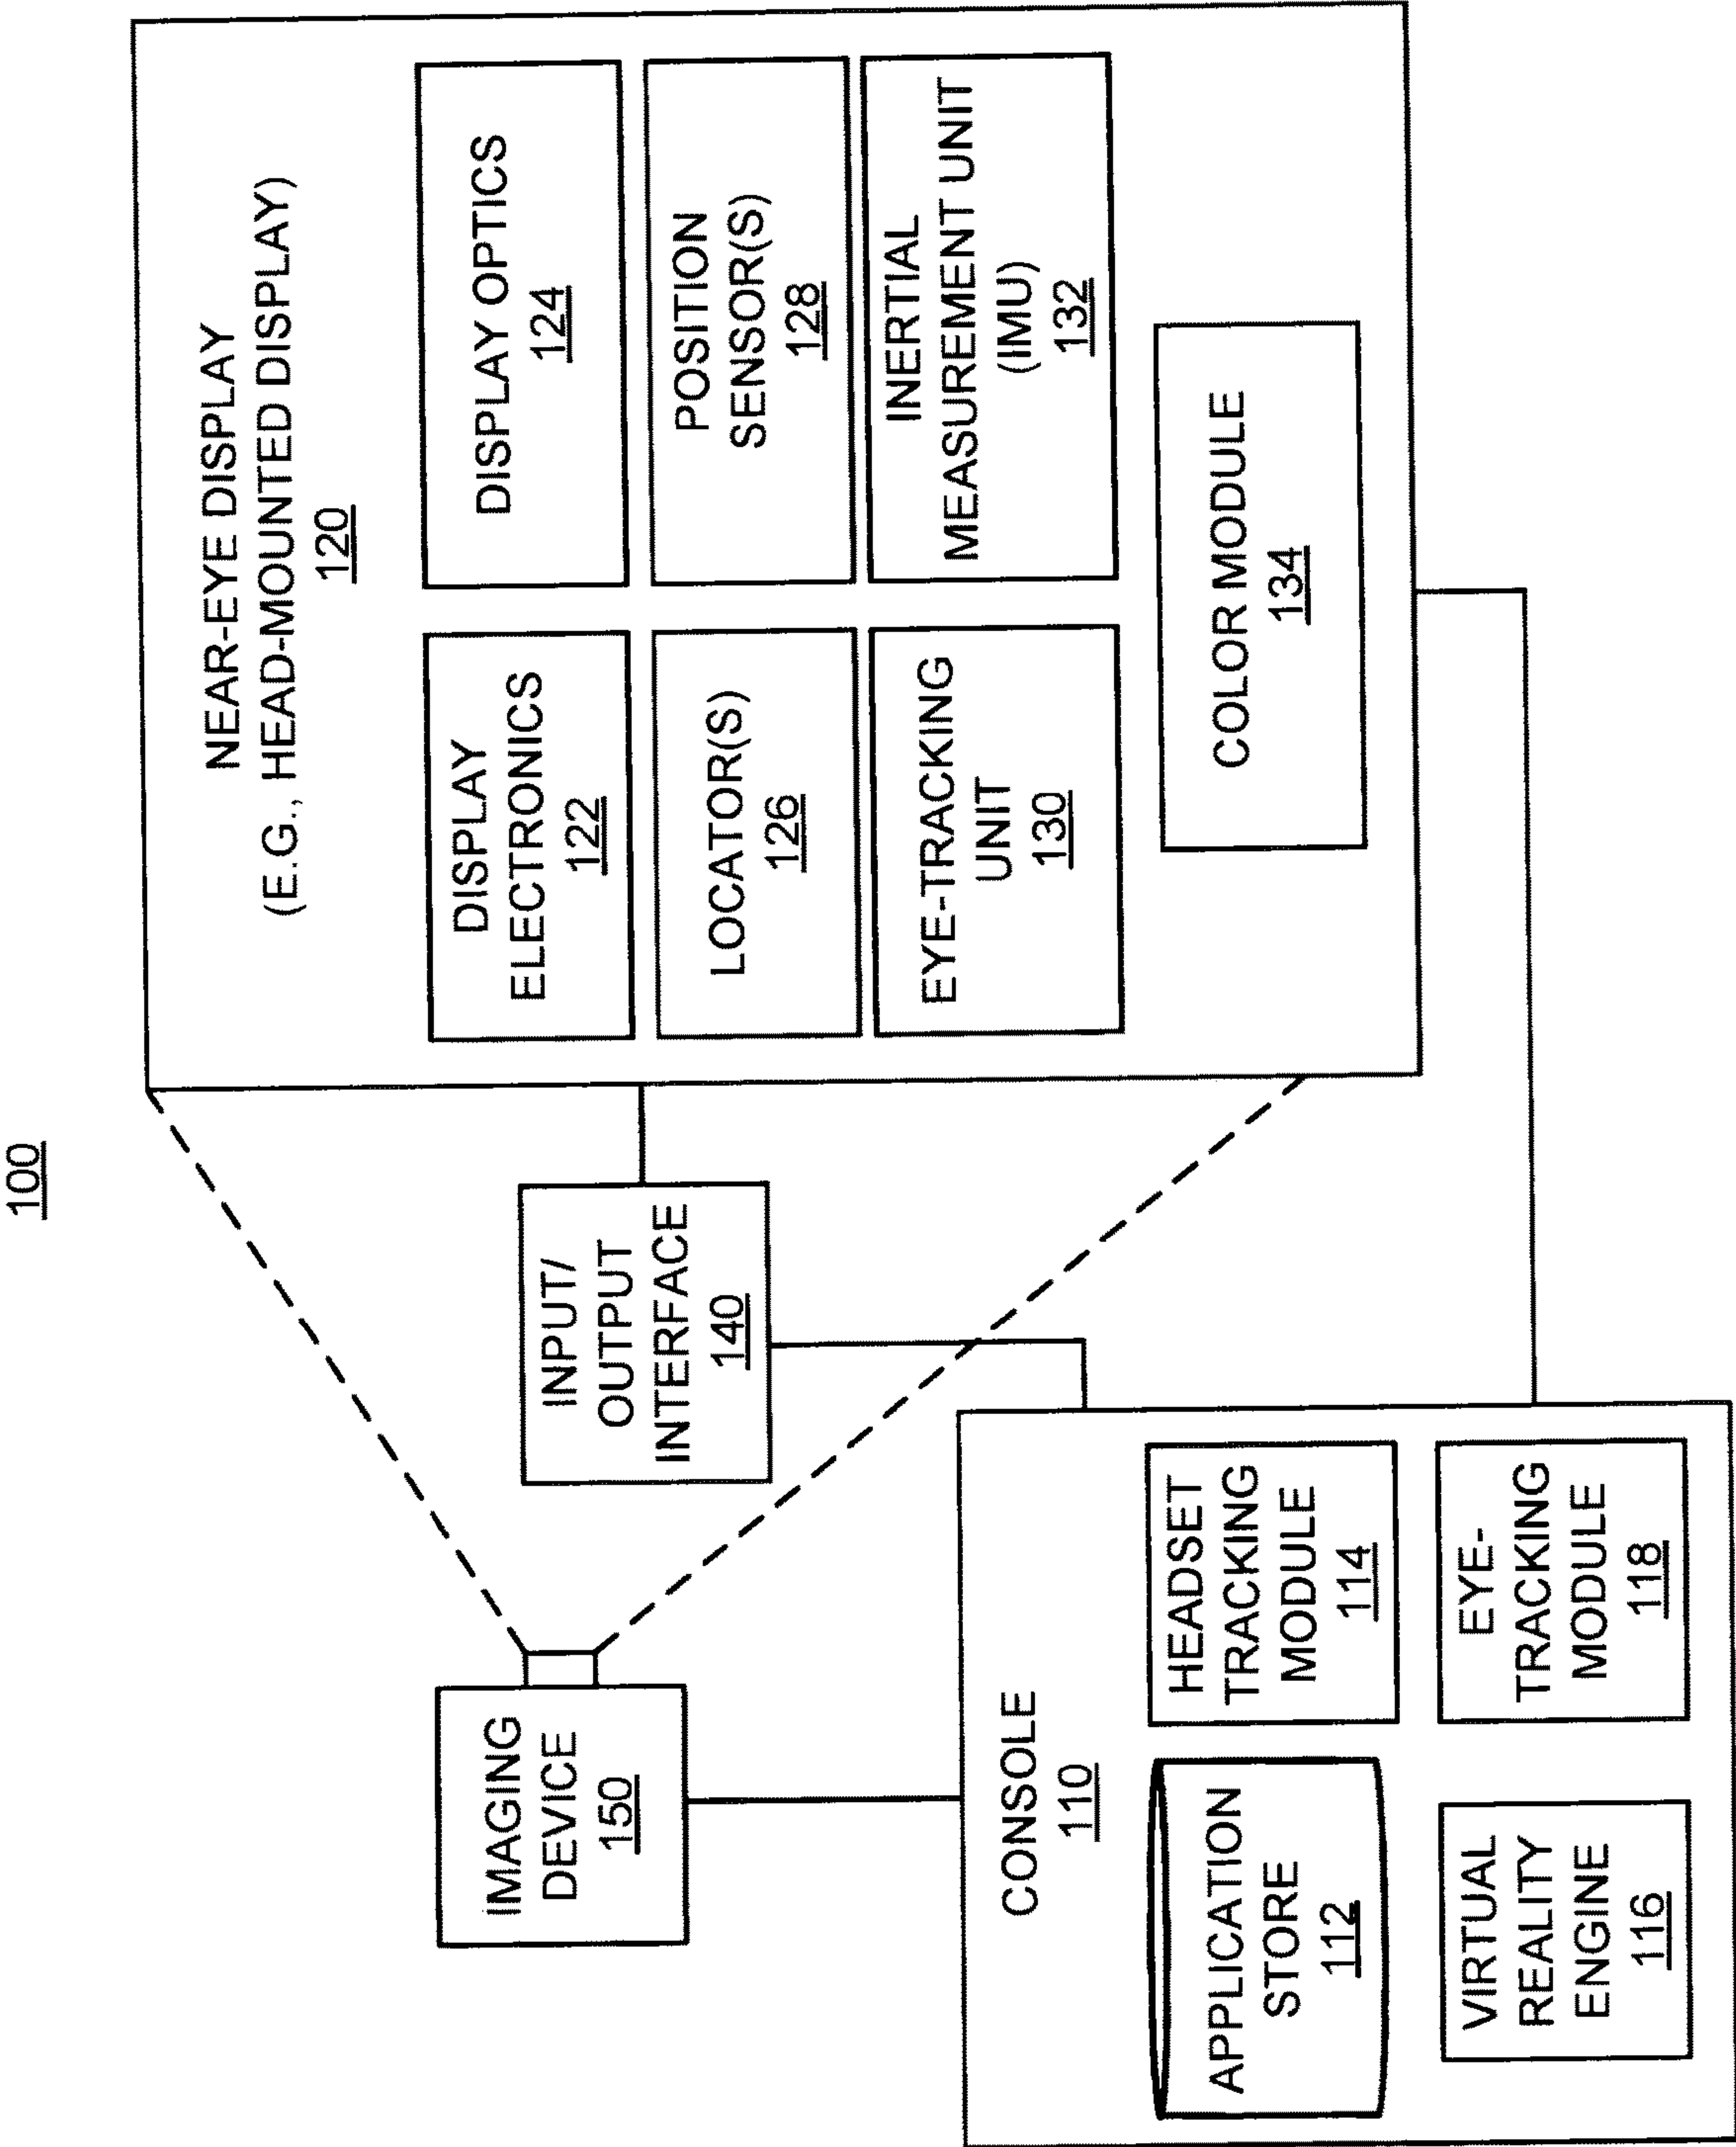 100
NEAR-EYE DISPLAY
(E.G., HEAD-MOUNTED DISPLAY)
120
DISPLAY
ELECTRONICS
122
DISPLAY OPTICS
124
LOCATOR(S)
126
POSITION
SENSOR(S)
128
EYE-TRACKING
UNIT
130
INERTIAL
MEASUREMENT UNIT
(IMU)
132
COLOR MODULE
134
INPUT/
OUTPUT
INTERFACE
140
IMAGING
DEVICE
150
CONSOLE
110
APPLICATION
STORE
112
HEADSET
TRACKING
MODULE
114
VIRTUAL
REALITY
ENGINE
116
EYE-
TRACKING
MODULE
118